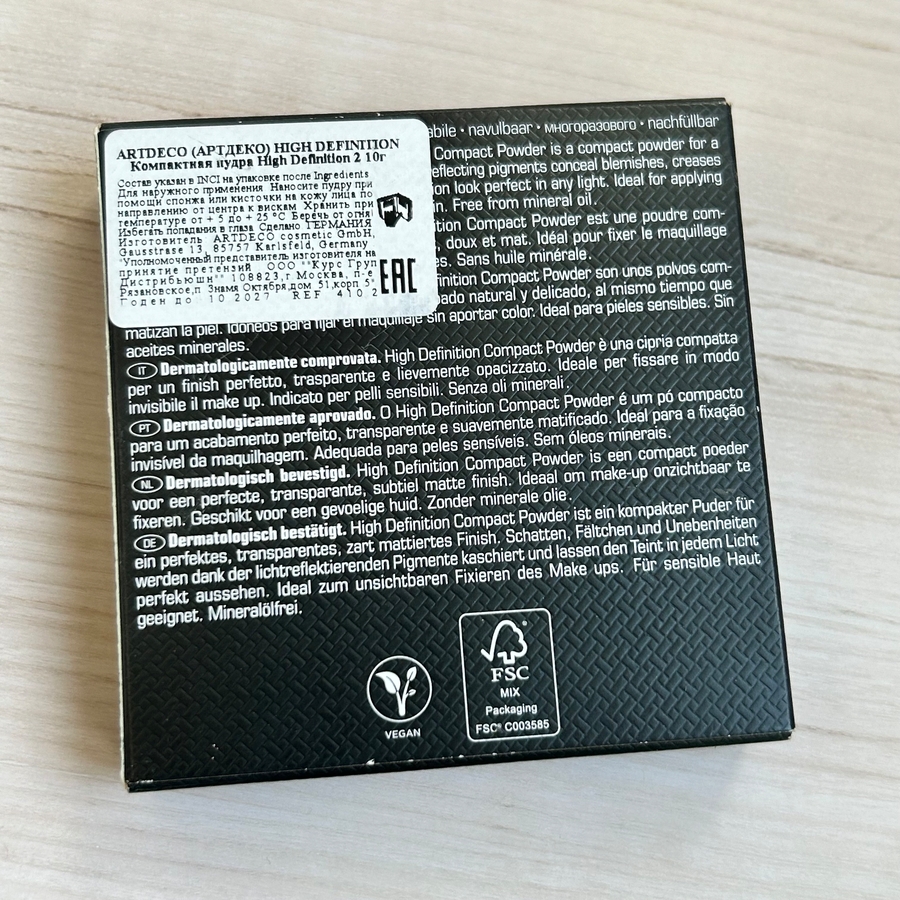 ARTDECO (АРТДЕКО) HIGH DEFINITION
Компактная пудра High Definition 2 10г
Состав указан в INCI на упаковке после Ingredients
Для наружного применения Наносите пудру при
помощи спонжа или кисточки на кожу лица по
направлению от центра к вискам Хранить при
температуре от + 5 до + 25 °C Беречь от огня!
Избегать попадания в глаза Сделано ГЕРМАНИЯ
Изготовитель ARTDECO cosmetic GmbH,
Gausstrase 13, 85757 Karlsfeld, Germany
"Уполномоченный представитель изготовителя на
принятие претензий ООО "Курс Груп
Дистрибьюшн" 108823, г Москва, п-е
Рязановское, п Знамя Октября, дом 51, корп 5"
Годен до 10 2027 REF 410 2
EAC
abile • navulbaar • многоразового • nachfüllbar
Compact Powder is a compact powder for a
eflecting pigments conceal blemishes, creases
on look perfect in any light. Ideal for applying
n. Free from mineral oil.
tion Compact Powder est une poudre com-
, doux et mat. Idéal pour fixer le maquillage
es. Sans huile minérale.
inition Compact Powder son unos polvos com-
ado natural y delicado, al mismo tiempo que
matizan la piel. Idóneos para fijar el maquillaje sin aportar color. Ideal para pieles sensibles. Sin
aceites minerales.
IT Dermatologicamente comprovata. High Definition Compact Powder è una cipria compatta
per un finish perfetto, trasparente e lievemente opacizzato. Ideale per fissare in modo
invisibile il make up. Indicato per pelli sensibili. Senza oli minerali.
PT Dermatologicamente aprovado. O High Definition Compact Powder é um pó compacto
para um acabamento perfeito, transparente e suavemente matificado. Ideal para a fixação
invisível da maquilhagem. Adequada para peles sensíveis. Sem óleos minerais.
NL Dermatologisch bevestigd. High Definition Compact Powder is een compact poeder
voor een perfecte, transparante, subtiel matte finish. Ideaal om make-up onzichtbaar te
fixeren. Geschikt voor een gevoelige huid. Zonder minerale olie.
DE Dermatologisch bestätigt. High Definition Compact Powder ist ein kompakter Puder für
ein perfektes, transparentes, zart mattiertes Finish. Schatten, Fältchen und Unebenheiten
werden dank der lichtreflektierenden Pigmente kaschiert und lassen den Teint in jedem Licht
perfekt aussehen. Ideal zum unsichtbaren Fixieren des Make ups. Für sensible Haut
geeignet. Mineralölfrei.
VEGAN
FSC
MIX
Packaging
FSC® C003585